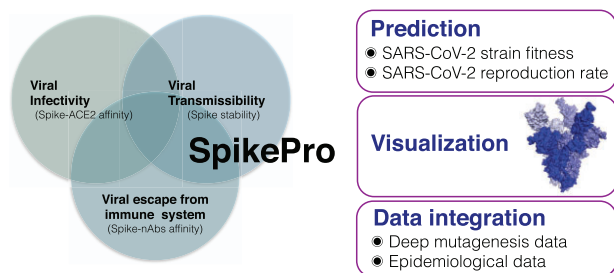 Viral
Infectivity
(Spike-ACE2 affinity)
Viral
Transmissibility
(Spike stability)
SpikePro
Viral escape from
immune system
(Spike-nAbs affinity)
Prediction
◉ SARS-CoV-2 strain fitness
◉ SARS-CoV-2 reproduction rate
Visualization
Data integration
◉ Deep mutagenesis data
◉ Epidemiological data